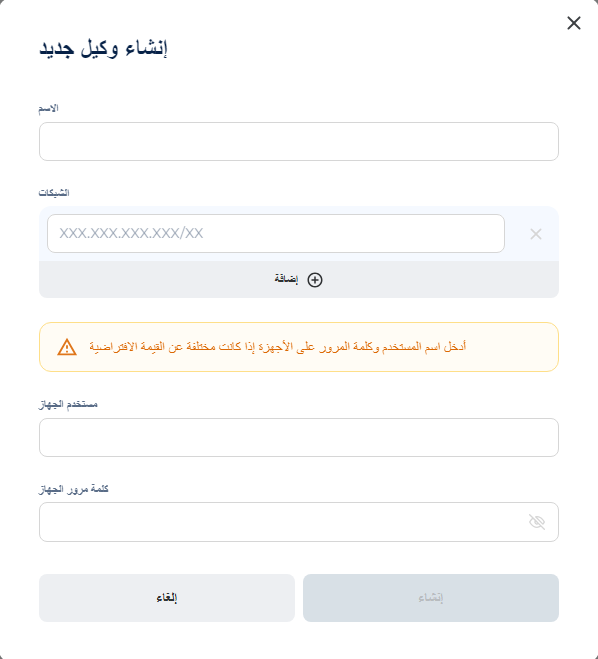 إنشاء وكيل جديد
الاسم
الشبكات
XXX.XXX.XXX.XXX/XX
إضافة
أدخل اسم المستخدم وكلمة المرور على الأجهزة إذا كانت مختلفة عن القيمة الافتراضية
مستخدم الجهاز
كلمة مرور الجهاز
إلغاء
إنشاء